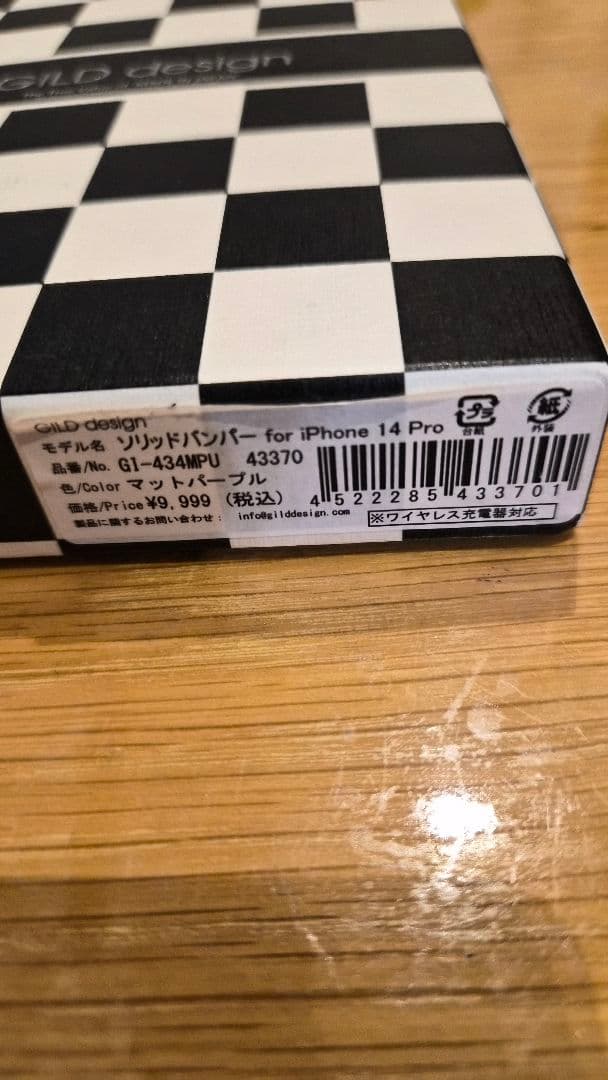 GILD design
GILD design
モデル名 ソリッドバンパー for iPhone 14 Pro
プラ
台紙
紙
外装
品番/No. GI-434MPU 43370
色/Color マットパープル
価格/Price ¥9,999 (税込)
4 522285 433701
製品に関するお問い合わせ： info@gilddesign.com
※ワイヤレス充電器対応